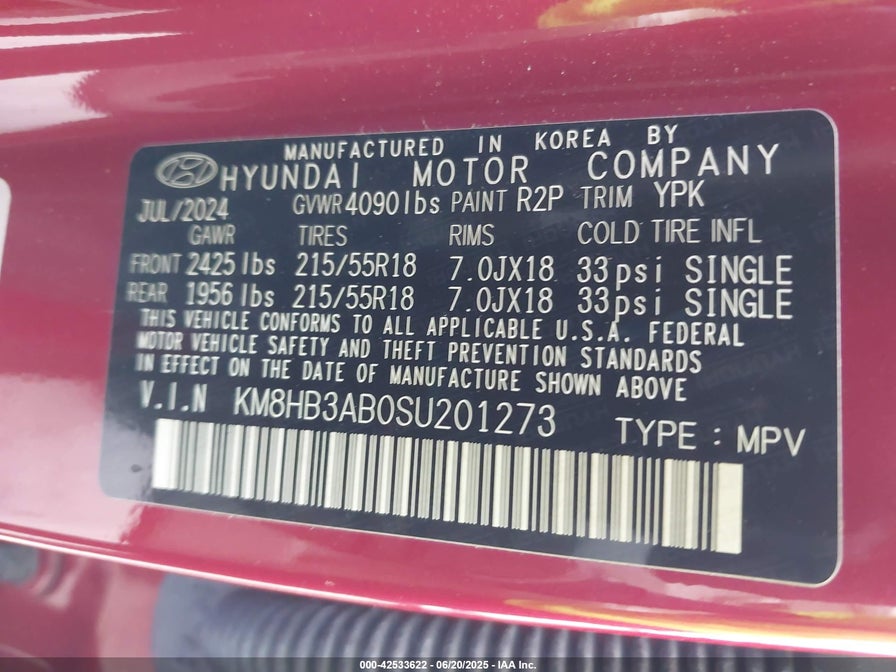 MANUFACTURED IN KOREA BY
HYUNDAI MOTOR COMPANY
JUL/2024 GVWR 4090lbs PAINT R2P TRIM YPK
GAWR TIRES RIMS COLD TIRE INFL
FRONT 2425 lbs 215/55R18 7.0JX18 33psi SINGLE
REAR 1956 lbs 215/55R18 7.0JX18 33psi SINGLE
THIS VEHICLE CONFORMS TO ALL APPLICABLE U.S.A. FEDERAL
MOTOR VEHICLE SAFETY AND THEFT PREVENTION STANDARDS
IN EFFECT ON THE DATE OF MANUFACTURE SHOWN ABOVE
V.I.N KM8HB3AB0SU201273
TYPE : MPV
000-42533622 - 06/20/2025 - IAA Inc.